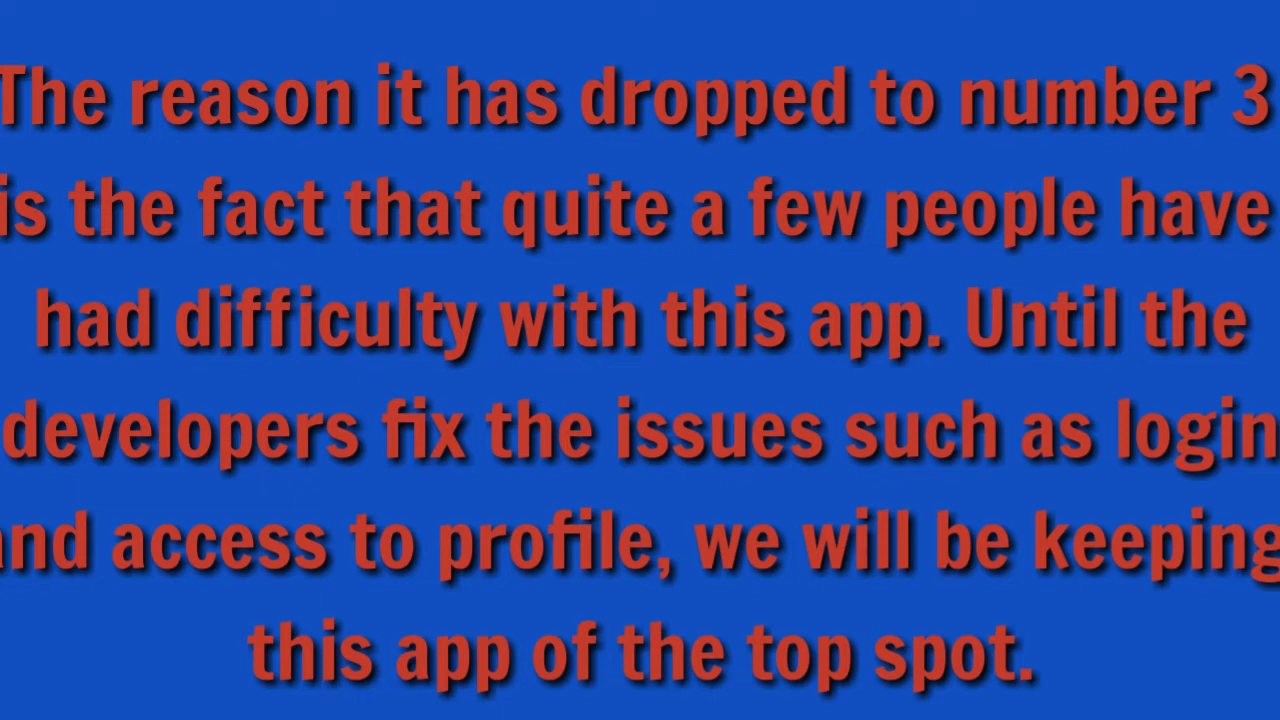 The reason it has dropped to number 3
is the fact that quite a few people have
had difficulty with this app. Until the
developers fix the issues such as login
and access to profile, we will be keeping
this app of the top spot.